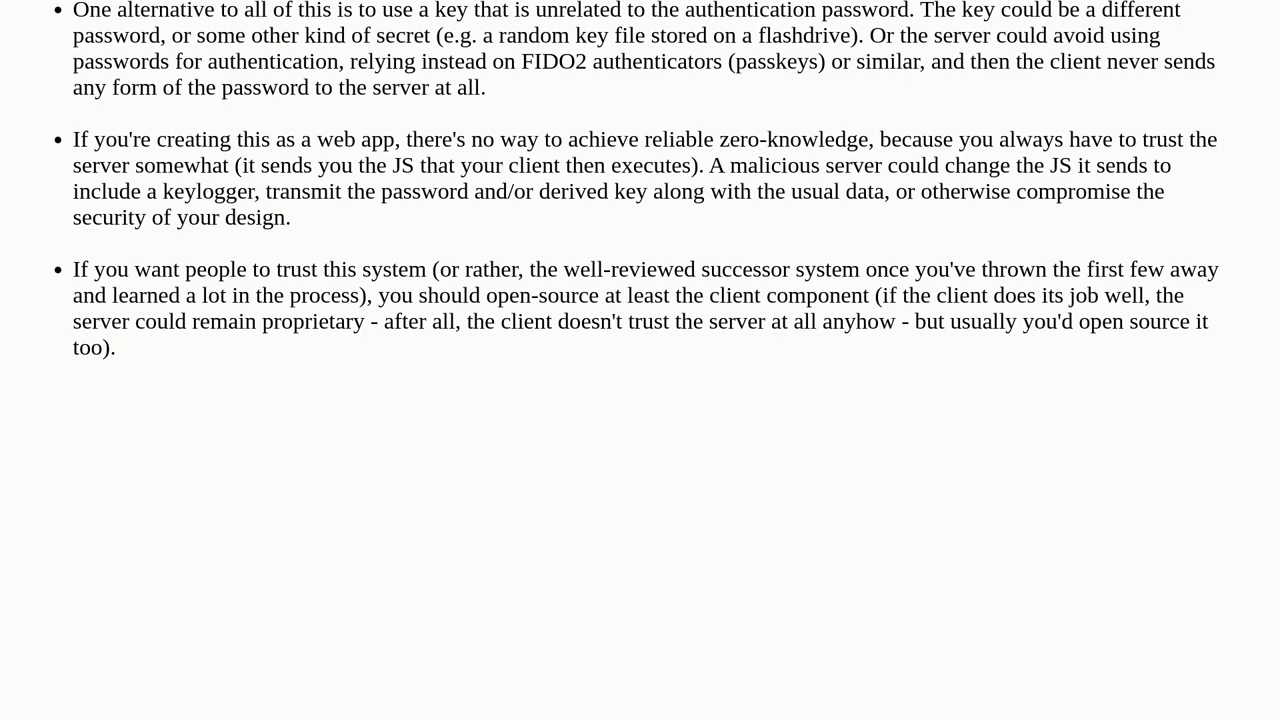 • One alternative to all of this is to use a key that is unrelated to the authentication password. The key could be a different
password, or some other kind of secret (e.g. a random key file stored on a flashdrive). Or the server could avoid using
passwords for authentication, relying instead on FIDO2 authenticators (passkeys) or similar, and then the client never sends
any form of the password to the server at all.
• If you're creating this as a web app, there's no way to achieve reliable zero-knowledge, because you always have to trust the
server somewhat (it sends you the JS that your client then executes). A malicious server could change the JS it sends to
include a keylogger, transmit the password and/or derived key along with the usual data, or otherwise compromise the
security of your design.
• If you want people to trust this system (or rather, the well-reviewed successor system once you've thrown the first few away
and learned a lot in the process), you should open-source at least the client component (if the client does its job well, the
server could remain proprietary - after all, the client doesn't trust the server at all anyhow - but usually you'd open source it
too).